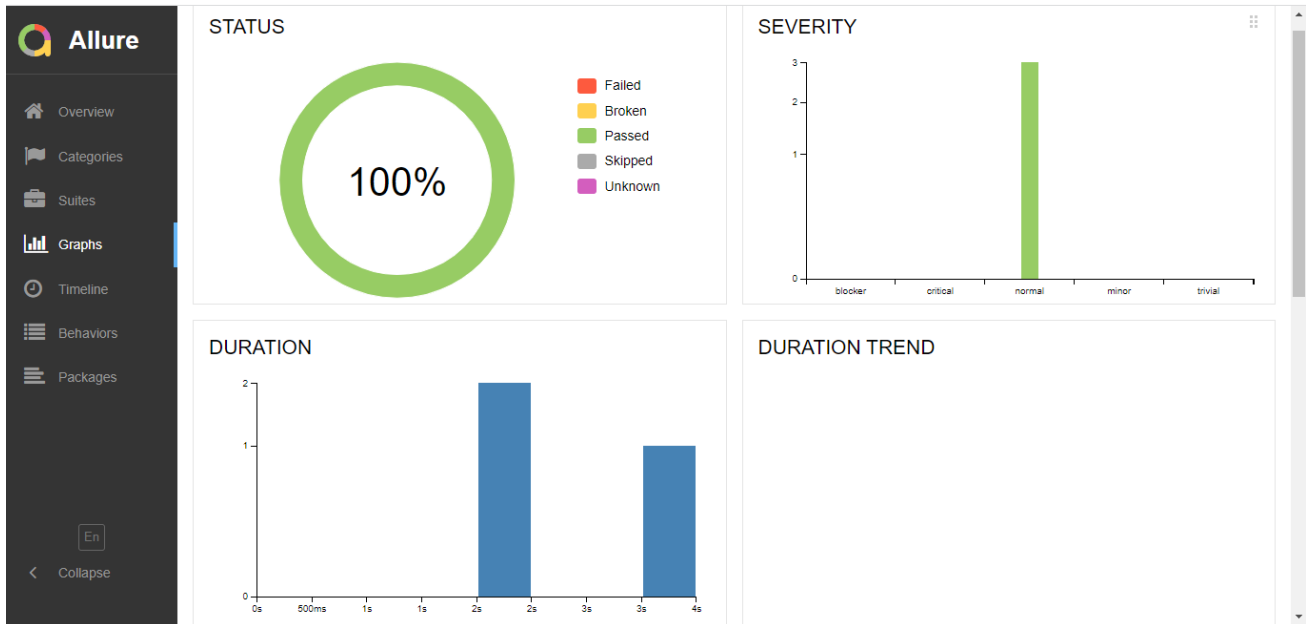 Allure
Overview
Categories
Suites
Graphs
Timeline
Behaviors
Packages
En
Collapse
STATUS
100%
Failed
Broken
Passed
Skipped
Unknown
SEVERITY
3
2
1
0
blocker critical normal minor trivial
DURATION
2
1
0
0s 500ms 1s 1s 2s 2s 3s 3s 4s
DURATION TREND